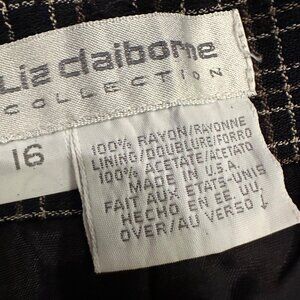 liz claiborne
COLLECTION
16
100% RAYON/RAYONNE
LINING/DOUBLURE/FORRO
100% ACETATE/ACETATO
MADE IN U.S.A.
FAIT AUX ETATS-UNIS
HECHO EN EE.UU.
OVER/AU VERSO ↓